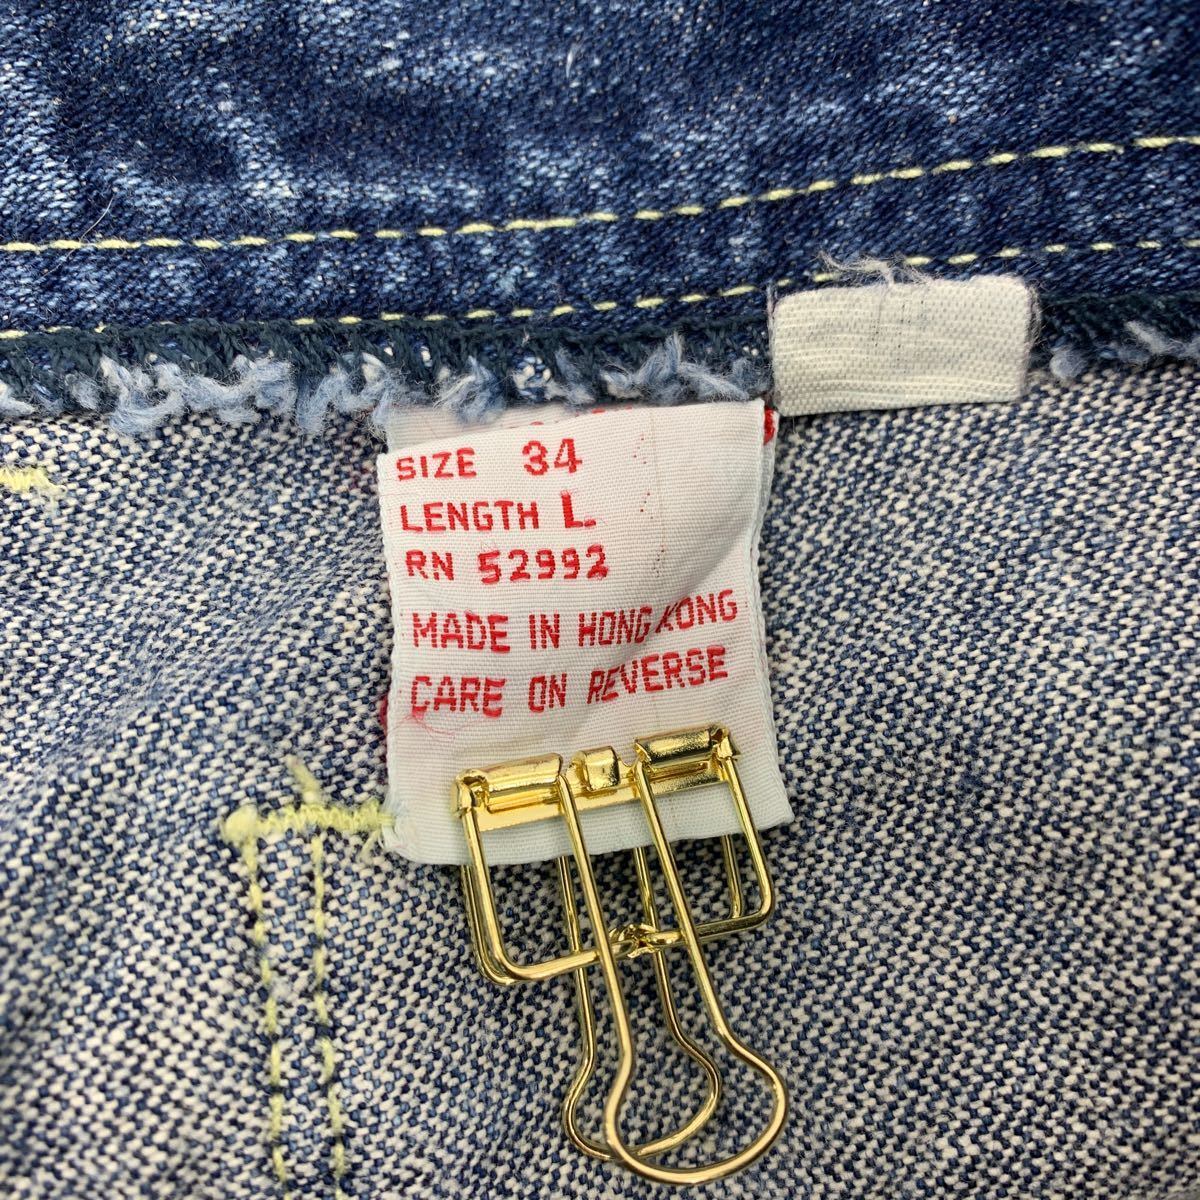 SIZE 34
LENGTH L
RN 52992
MADE IN HONG KONG
CARE ON REVERSE